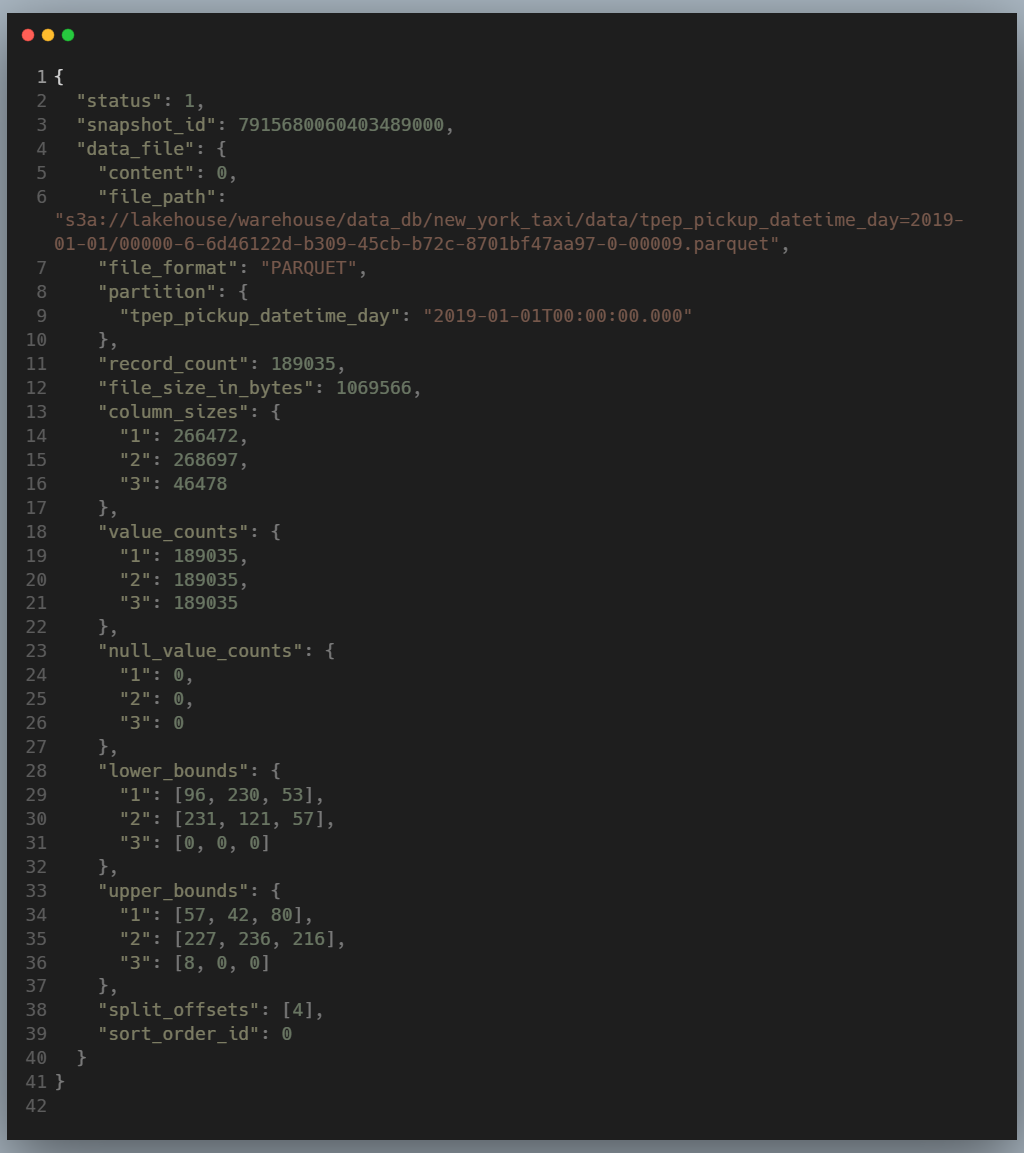 1 {
2   "status": 1,
3   "snapshot_id": 7915680060403489000,
4   "data_file": {
5     "content": 0,
6     "file_path":
"s3a://lakehouse/warehouse/data_db/new_york_taxi/data/tpep_pickup_datetime_day=2019-
01-01/00000-6-6d46122d-b309-45cb-b72c-8701bf47aa97-0-00009.parquet",
7     "file_format": "PARQUET",
8     "partition": {
9       "tpep_pickup_datetime_day": "2019-01-01T00:00:00.000"
10     },
11     "record_count": 189035,
12     "file_size_in_bytes": 1069566,
13     "column_sizes": {
14       "1": 266472,
15       "2": 268697,
16       "3": 46478
17     },
18     "value_counts": {
19       "1": 189035,
20       "2": 189035,
21       "3": 189035
22     },
23     "null_value_counts": {
24       "1": 0,
25       "2": 0,
26       "3": 0
27     },
28     "lower_bounds": {
29       "1": [96, 230, 53],
30       "2": [231, 121, 57],
31       "3": [0, 0, 0]
32     },
33     "upper_bounds": {
34       "1": [57, 42, 80],
35       "2": [227, 236, 216],
36       "3": [8, 0, 0]
37     },
38     "split_offsets": [4],
39     "sort_order_id": 0
40   }
41 }
42